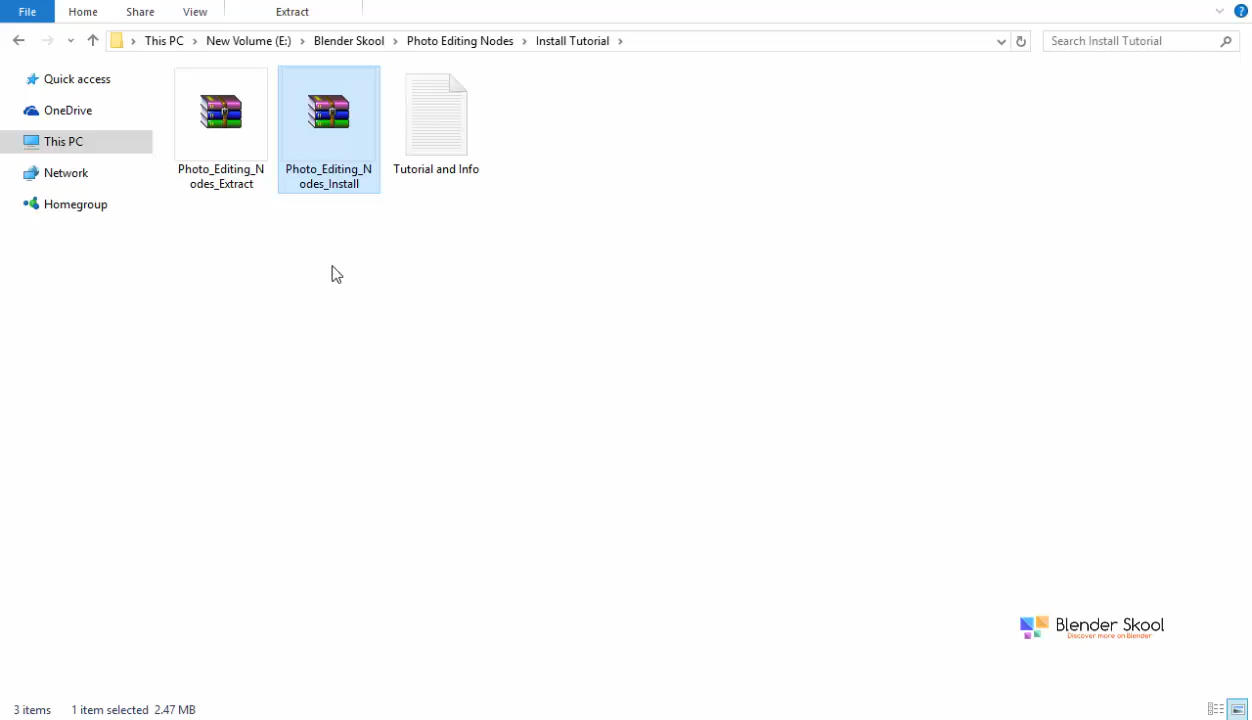 File Home Share View Extract
This PC New Volume (E:) Blender Skool Photo Editing Nodes Install Tutorial
Search Install Tutorial
Quick access
OneDrive
This PC
Network
Homegroup
Photo_Editing_N
odes_Extract
Photo_Editing_N
odes_Install
Tutorial and Info
Blender Skool
Discover more on Blender
3 items 1 item selected 2.47 MB